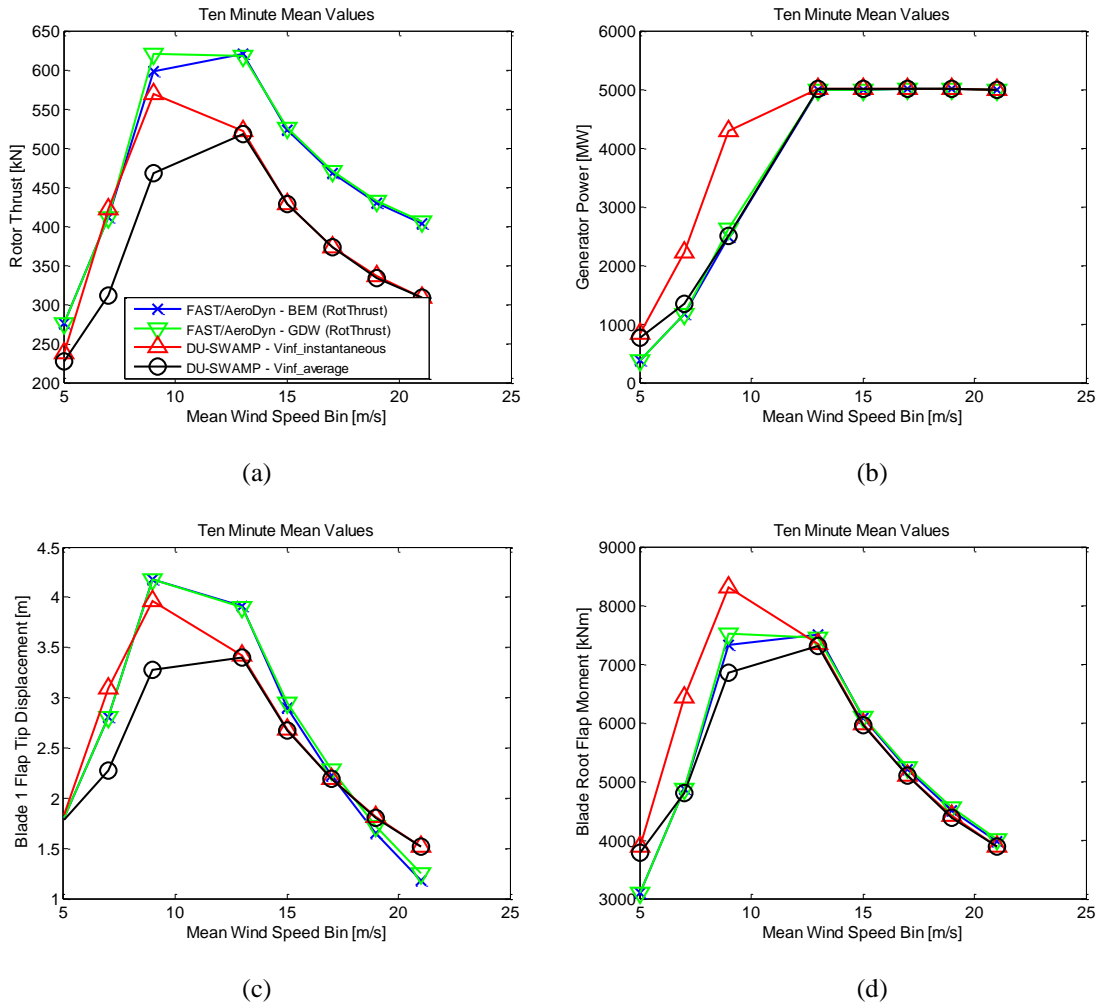 Ten Minute Mean Values
650
600
550
500
450
400
350
300
250
200
Rotor Thrust [kN]
FAST/AeroDyn - BEM (RotThrust)
FAST/AeroDyn - GDW (RotThrust)
DU-SWAMP - Vinf_instantaneous
DU-SWAMP - Vinf_average
5 10 15 20 25
Mean Wind Speed Bin [m/s]
(a)
Ten Minute Mean Values
6000
5000
4000
3000
2000
1000
0
Generator Power [MW]
5 10 15 20 25
Mean Wind Speed Bin [m/s]
(b)
Ten Minute Mean Values
4.5
4
3.5
3
2.5
2
1.5
1
Blade 1 Flap Tip Displacement [m]
5 10 15 20 25
Mean Wind Speed Bin [m/s]
(c)
Ten Minute Mean Values
9000
8000
7000
6000
5000
4000
3000
Blade Root Flap Moment [kNm]
5 10 15 20 25
Mean Wind Speed Bin [m/s]
(d)